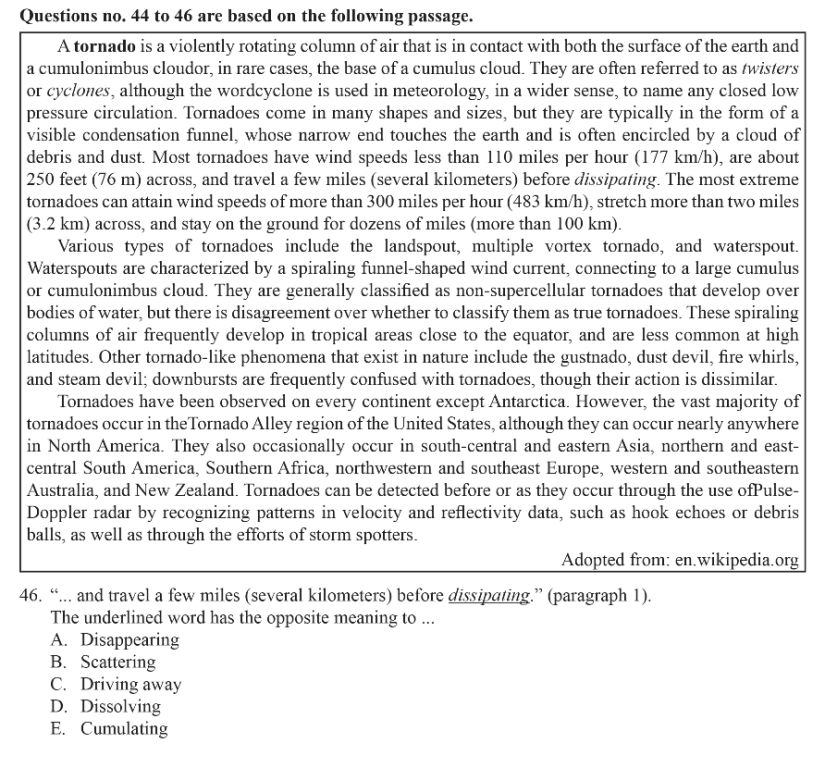 Questions no. 44 to 46 are based on the following passage.
A tornado is a violently rotating column of air that is in contact with both the surface of the earth and
a cumulonimbus cloudor, in rare cases, the base of a cumulus cloud. They are often referred to as twisters
or cyclones, although the wordcyclone is used in meteorology, in a wider sense, to name any closed low
pressure circulation. Tornadoes come in many shapes and sizes, but they are typically in the form of a
visible condensation funnel, whose narrow end touches the earth and is often encircled by a cloud of
debris and dust. Most tornadoes have wind speeds less than 110 miles per hour (177 km/h), are about
250 feet (76 m) across, and travel a few miles (several kilometers) before dissipating. The most extreme
tornadoes can attain wind speeds of more than 300 miles per hour (483 km/h), stretch more than two miles
(3.2 km) across, and stay on the ground for dozens of miles (more than 100 km).
Various types of tornadoes include the landspout, multiple vortex tornado, and waterspout.
Waterspouts are characterized by a spiraling funnel-shaped wind current, connecting to a large cumulus
or cumulonimbus cloud. They are generally classified as non-supercellular tornadoes that develop over
bodies of water, but there is disagreement over whether to classify them as true tornadoes. These spiraling
columns of air frequently develop in tropical areas close to the equator, and are less common at high
latitudes. Other tornado-like phenomena that exist in nature include the gustnado, dust devil, fire whirls,
and steam devil; downbursts are frequently confused with tornadoes, though their action is dissimilar.
Tornadoes have been observed on every continent except Antarctica. However, the vast majority of
tornadoes occur in theTornado Alley region of the United States, although they can occur nearly anywhere
in North America. They also occasionally occur in south-central and eastern Asia, northern and east-
central South America, Southern Africa, northwestern and southeast Europe, western and southeastern
Australia, and New Zealand. Tornadoes can be detected before or as they occur through the use ofPulse-
Doppler radar by recognizing patterns in velocity and reflectivity data, such as hook echoes or debris
balls, as well as through the efforts of storm spotters.
Adopted from: en.wikipedia.org
46. “... and travel a few miles (several kilometers) before dissipating.” (paragraph 1).
The underlined word has the opposite meaning to ...
A. Disappearing
B. Scattering
C. Driving away
D. Dissolving
E. Cumulating